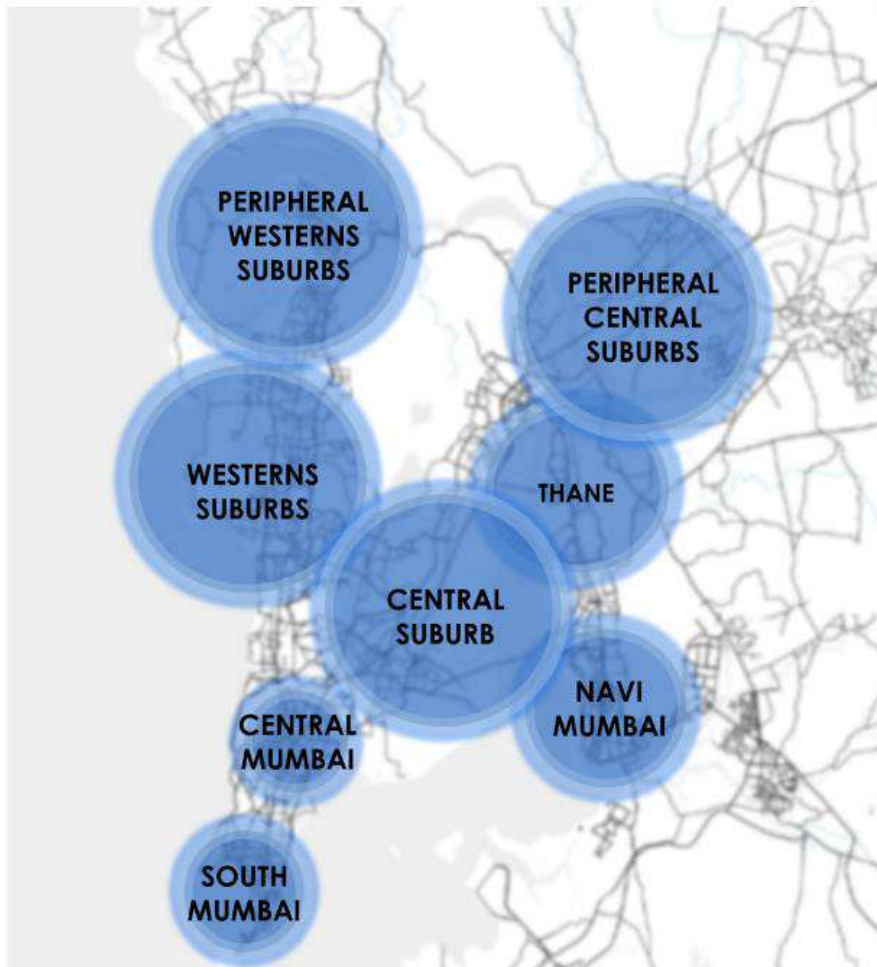 PERIPHERAL
WESTERNS
SUBURBS
PERIPHERAL
CENTRAL
SUBURBS
WESTERNS
SUBURBS
THANE
CENTRAL
SUBURB
NAVI
MUMBAI
CENTRAL
MUMBAI
SOUTH
MUMBAI